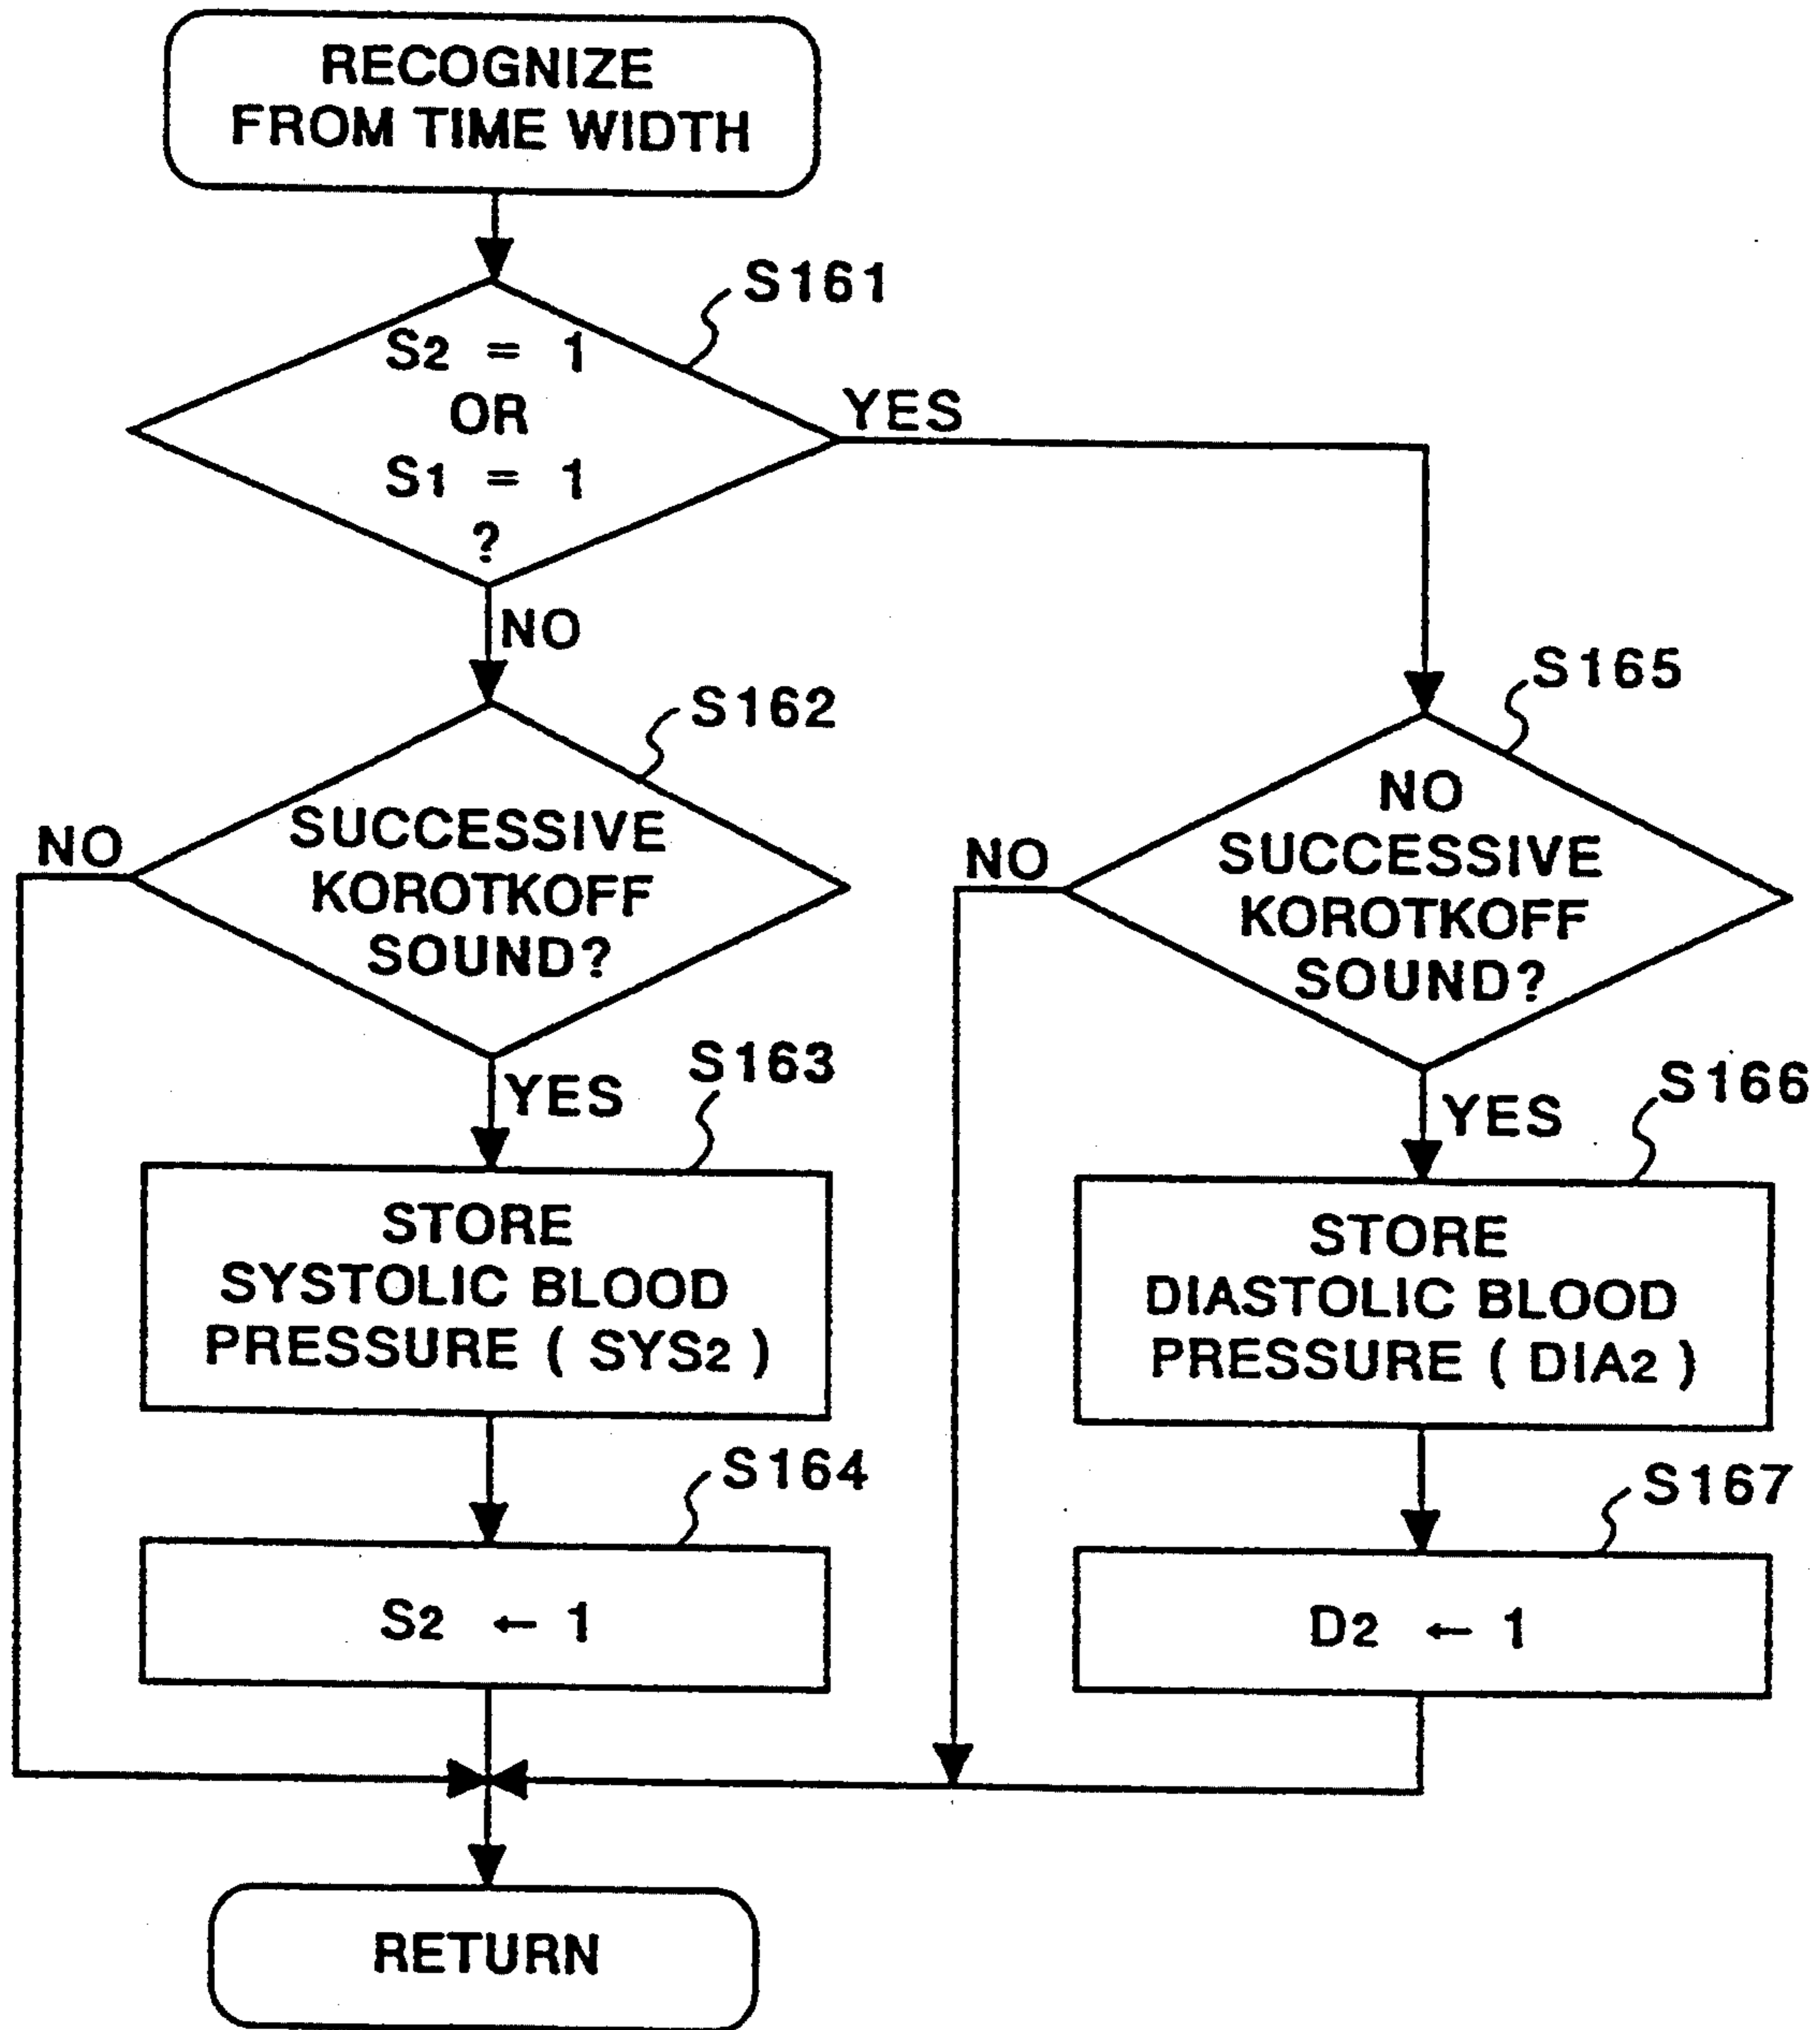 RECOGNIZE
FROM TIME WIDTH
S161
S2 = 1
OR
S1 = 1
?
YES
NO
S162
SUCCESSIVE
KOROTKOFF
SOUND?
NO
YES
S165
NO
SUCCESSIVE
KOROTKOFF
SOUND?
NO
YES
S163
STORE
SYSTOLIC BLOOD
PRESSURE ( SYS2 )
S166
STORE
DIASTOLIC BLOOD
PRESSURE ( DIA2 )
S164
S2 ← 1
S167
D2 ← 1
RETURN